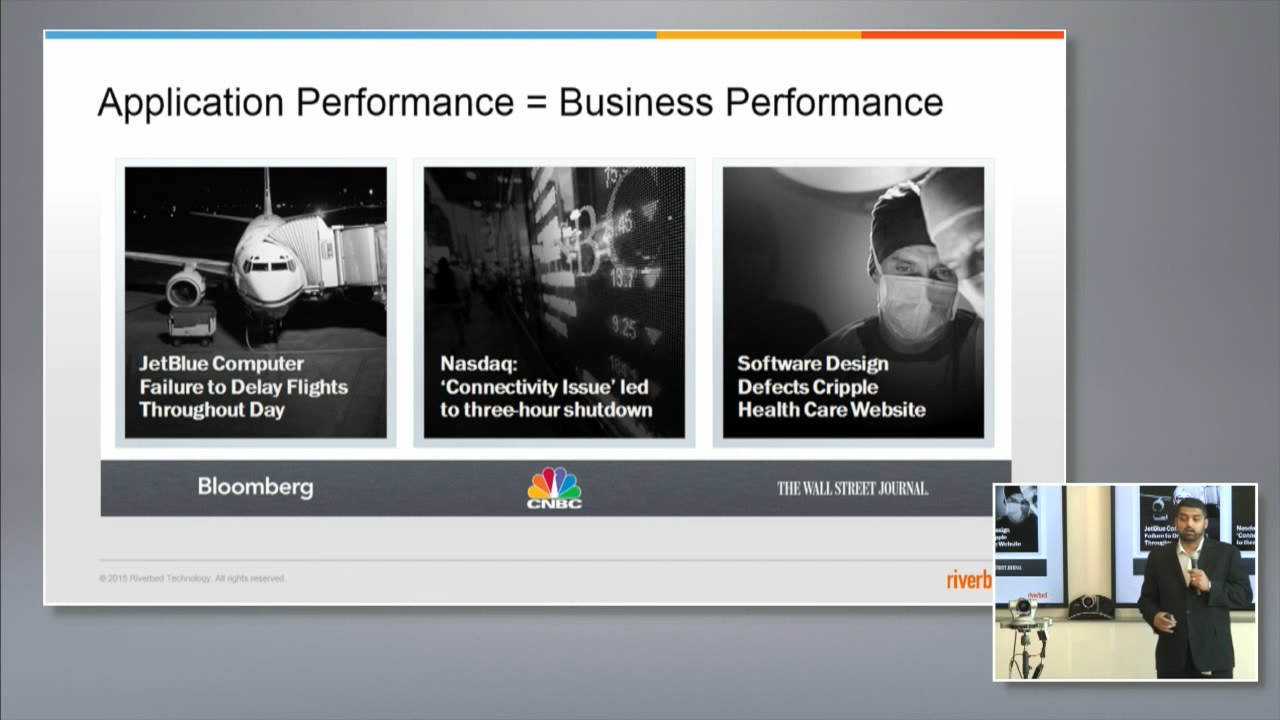 Application Performance = Business Performance
JetBlue Computer
Failure to Delay Flights
Throughout Day
Nasdaq:
‘Connectivity Issue’ led
to three-hour shutdown
Software Design
Defects Cripple
Health Care Website
Bloomberg
CNBC
THE WALL STREET JOURNAL.
© 2015 Riverbed Technology. All rights reserved.
riverb